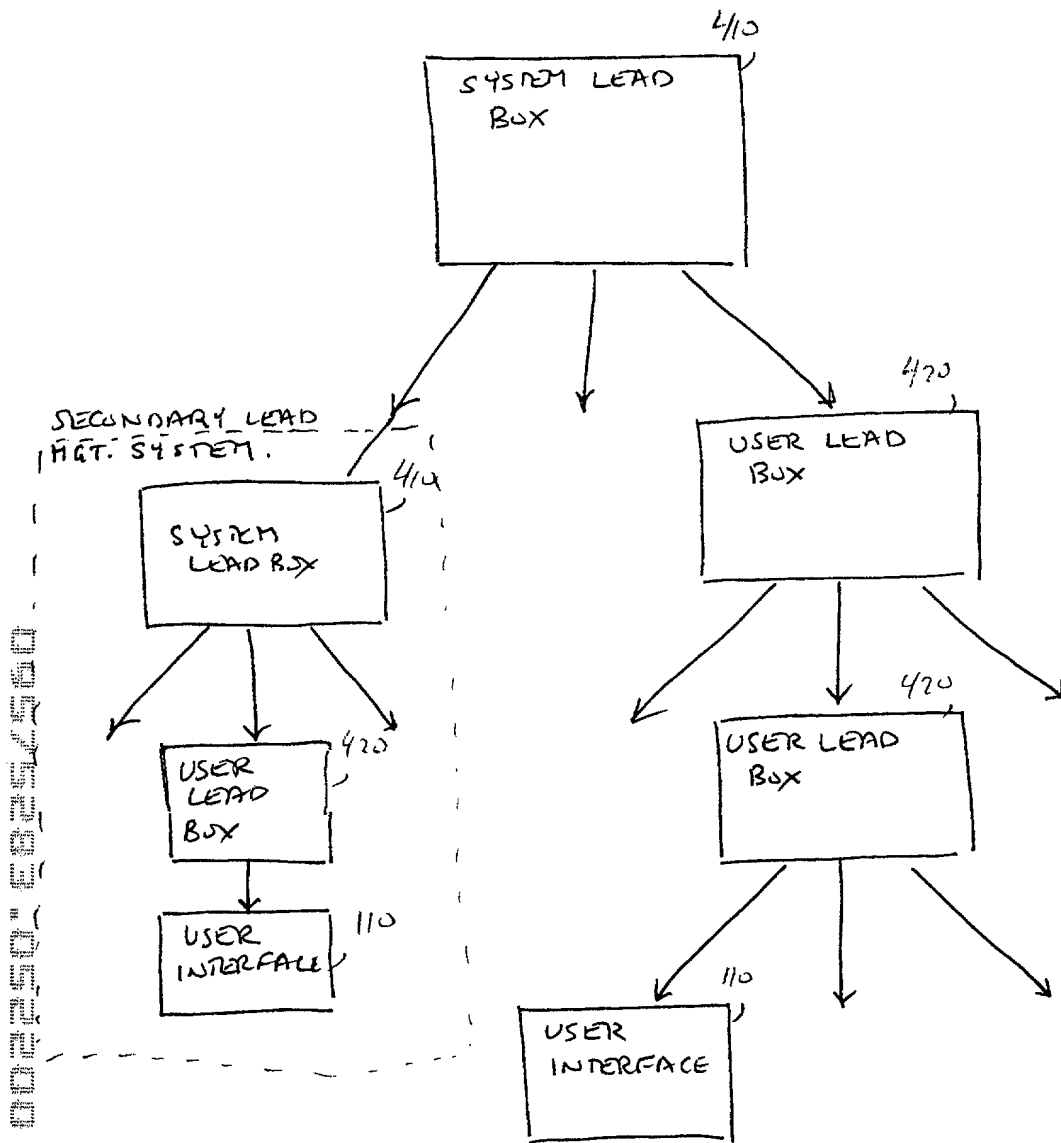 410
SYSTEM LEAD
BOX
420
USER LEAD
BOX
SECONDARY LEAD
MGT. SYSTEM.
410
SYSTEM
LEAD BOX
420
USER LEAD
BOX
420
USER
LEAD
BOX
110
USER
INTERFACE
110
USER
INTERFACE